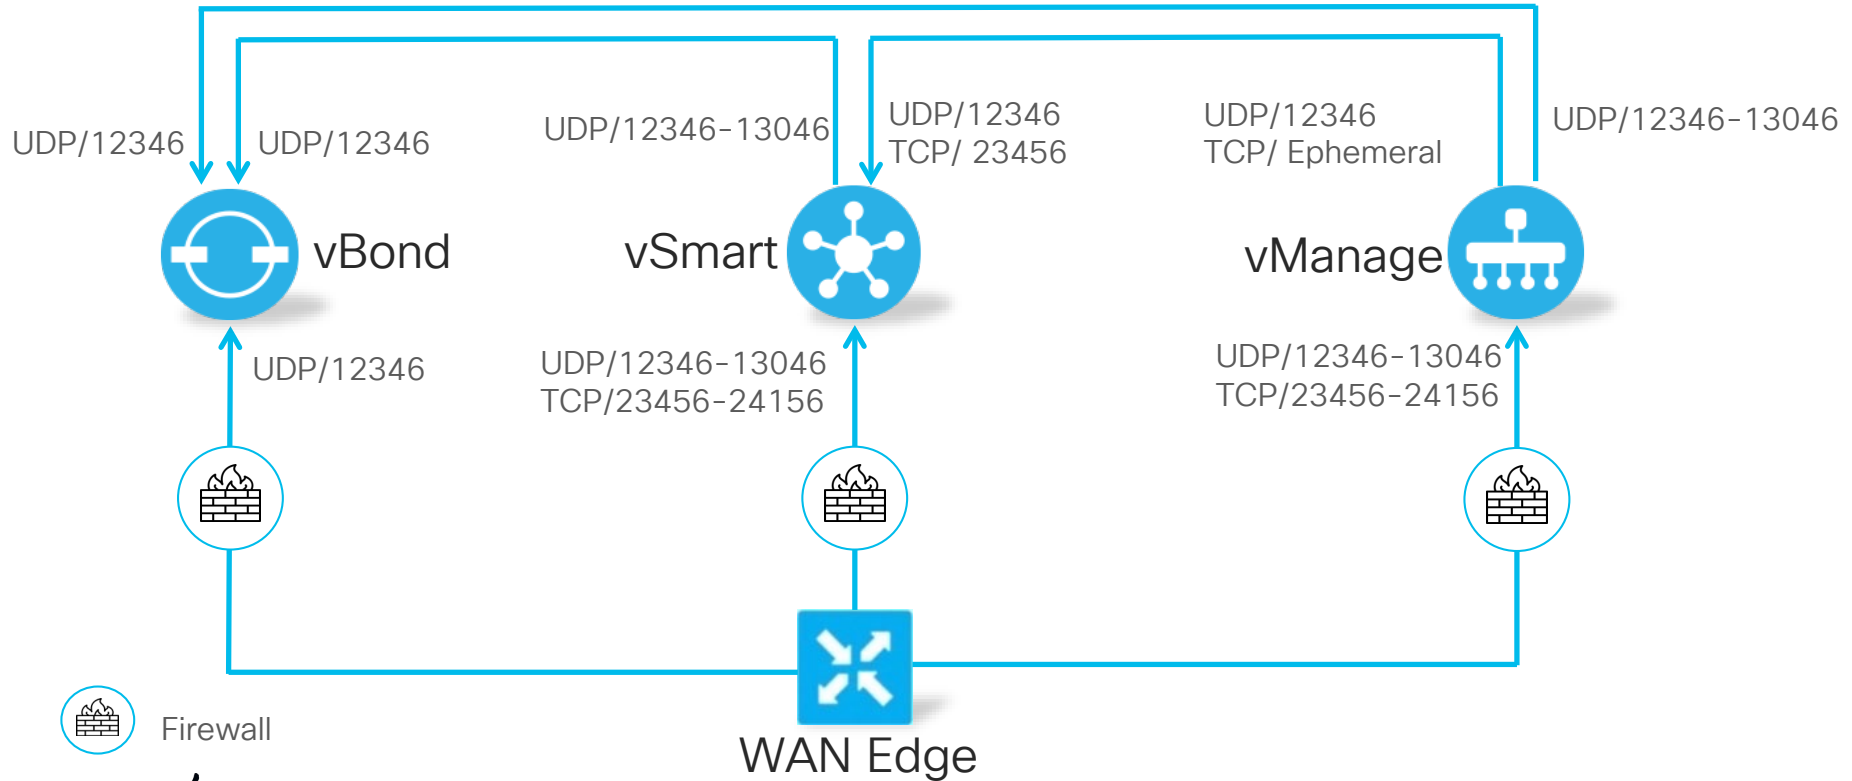 UDP/12346
UDP/12346
UDP/12346-13046
UDP/12346
TCP/ 23456
UDP/12346
TCP/ Ephemeral
UDP/12346-13046
vBond
vSmart
vManage
UDP/12346
UDP/12346-13046
TCP/23456-24156
UDP/12346-13046
TCP/23456-24156
Firewall
WAN Edge